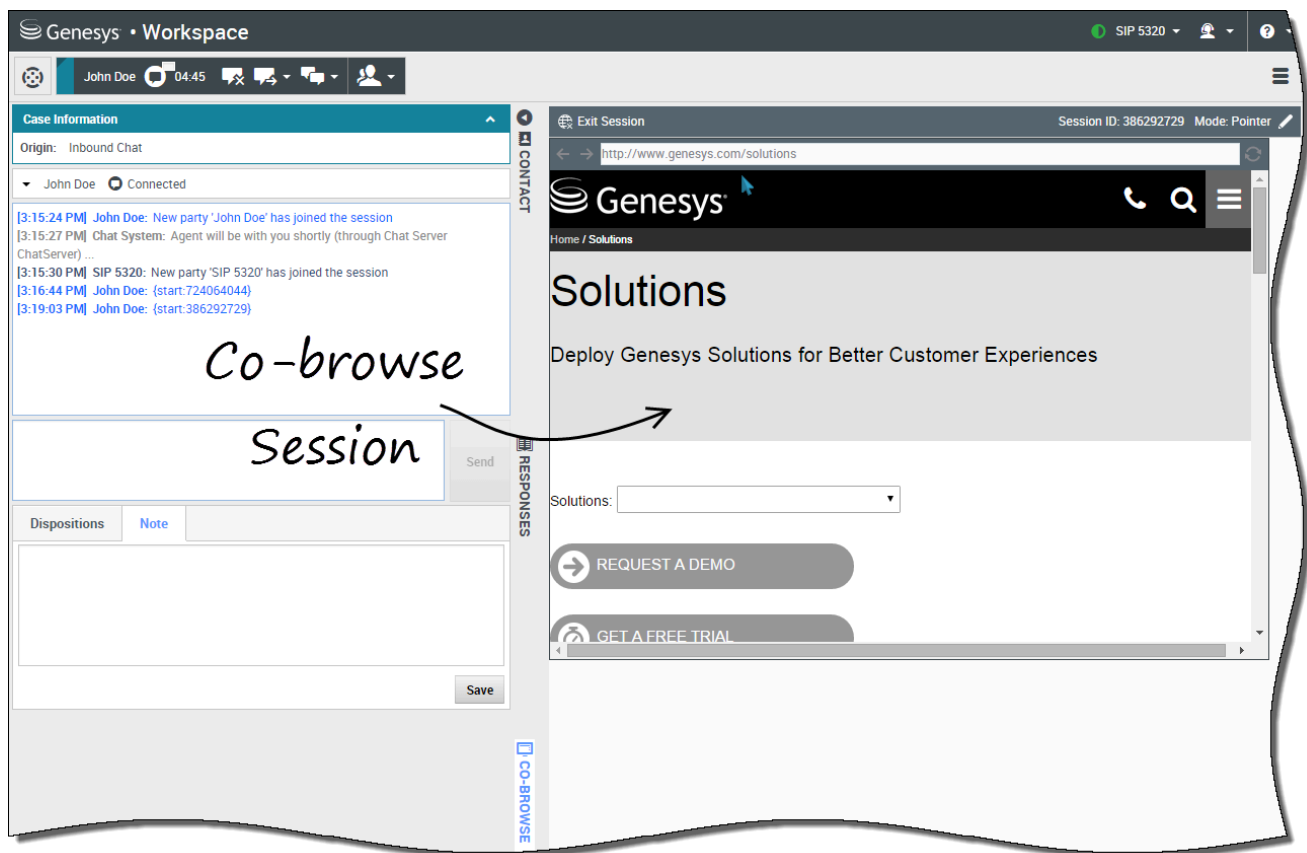 Genesys • Workspace
SIP 5320
John Doe 04:45
Case Information
Origin: Inbound Chat
John Doe Connected
[3:15:24 PM] John Doe: New party 'John Doe' has joined the session
[3:15:27 PM] Chat System: Agent will be with you shortly (through Chat Server
ChatServer) ...
[3:15:30 PM] SIP 5320: New party 'SIP 5320' has joined the session
[3:16:44 PM] John Doe: {start:724064044}
[3:19:03 PM] John Doe: {start:386292729}
Co-browse
Session
Send
Dispositions Note
Save
CONTACT
RESPONSES
CO-BROWSE
Exit Session
Session ID: 386292729 Mode: Pointer
http://www.genesys.com/solutions
Genesys
Home / Solutions
Solutions
Deploy Genesys Solutions for Better Customer Experiences
Solutions:
REQUEST A DEMO
GET A FREE TRIAL